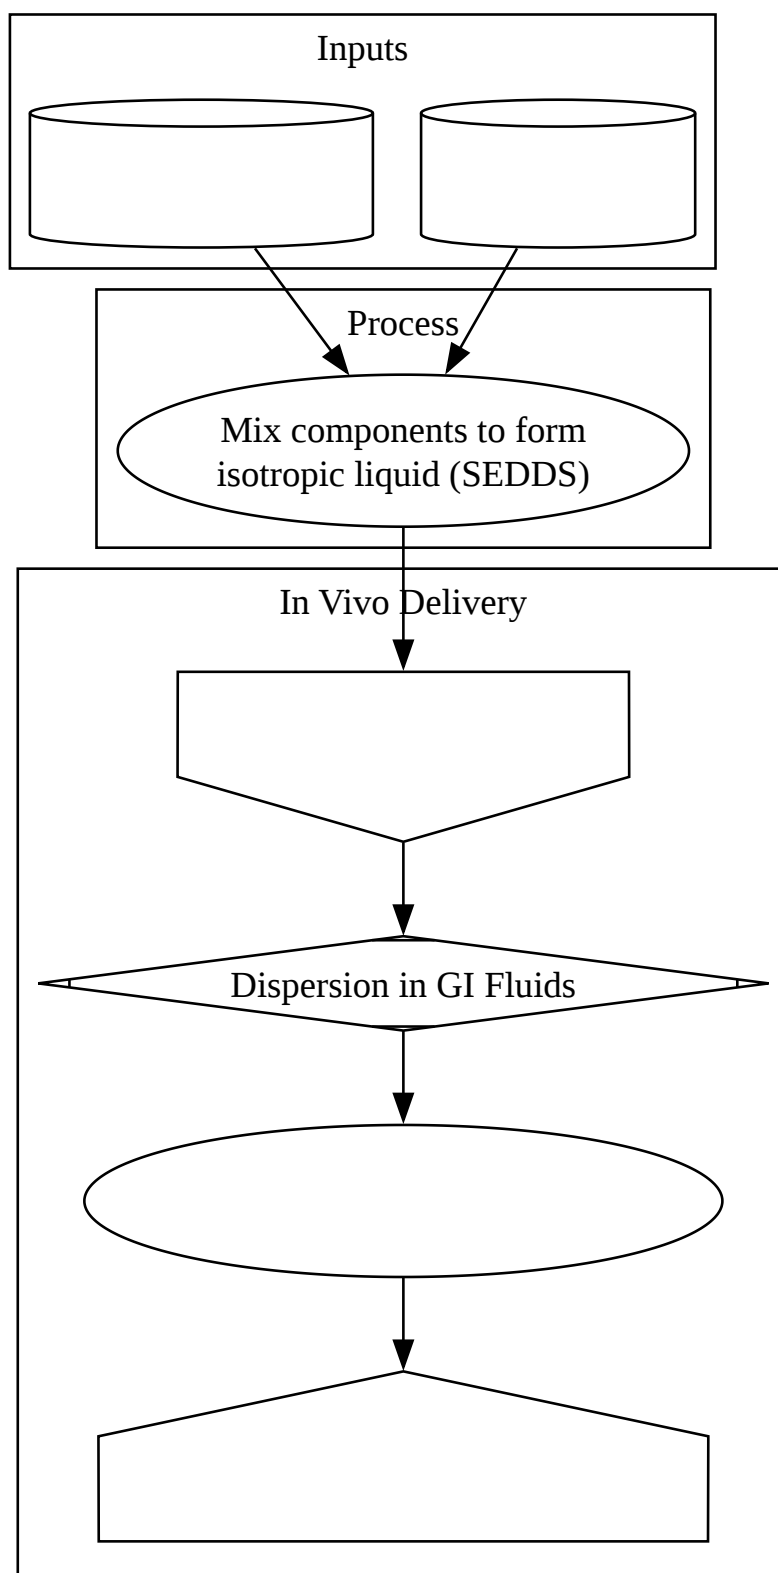 Inputs
Process
Mix components to form
isotropic liquid (SEDDS)
In Vivo Delivery
Dispersion in GI Fluids